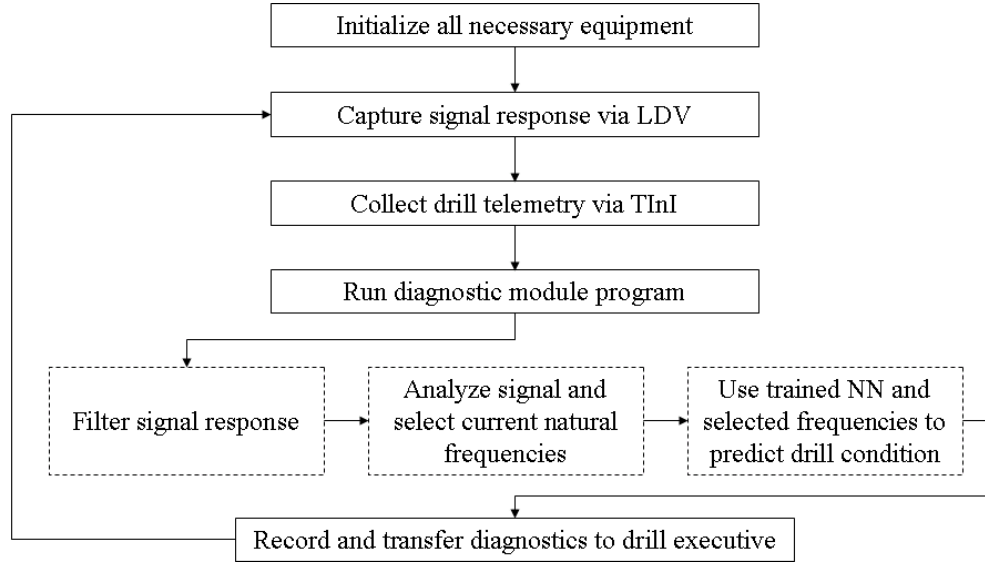 Initialize all necessary equipment
Capture signal response via LDV
Collect drill telemetry via TInI
Run diagnostic module program
Filter signal response
Analyze signal and
select current natural
frequencies
Use trained NN and
selected frequencies to
predict drill condition
Record and transfer diagnostics to drill executive